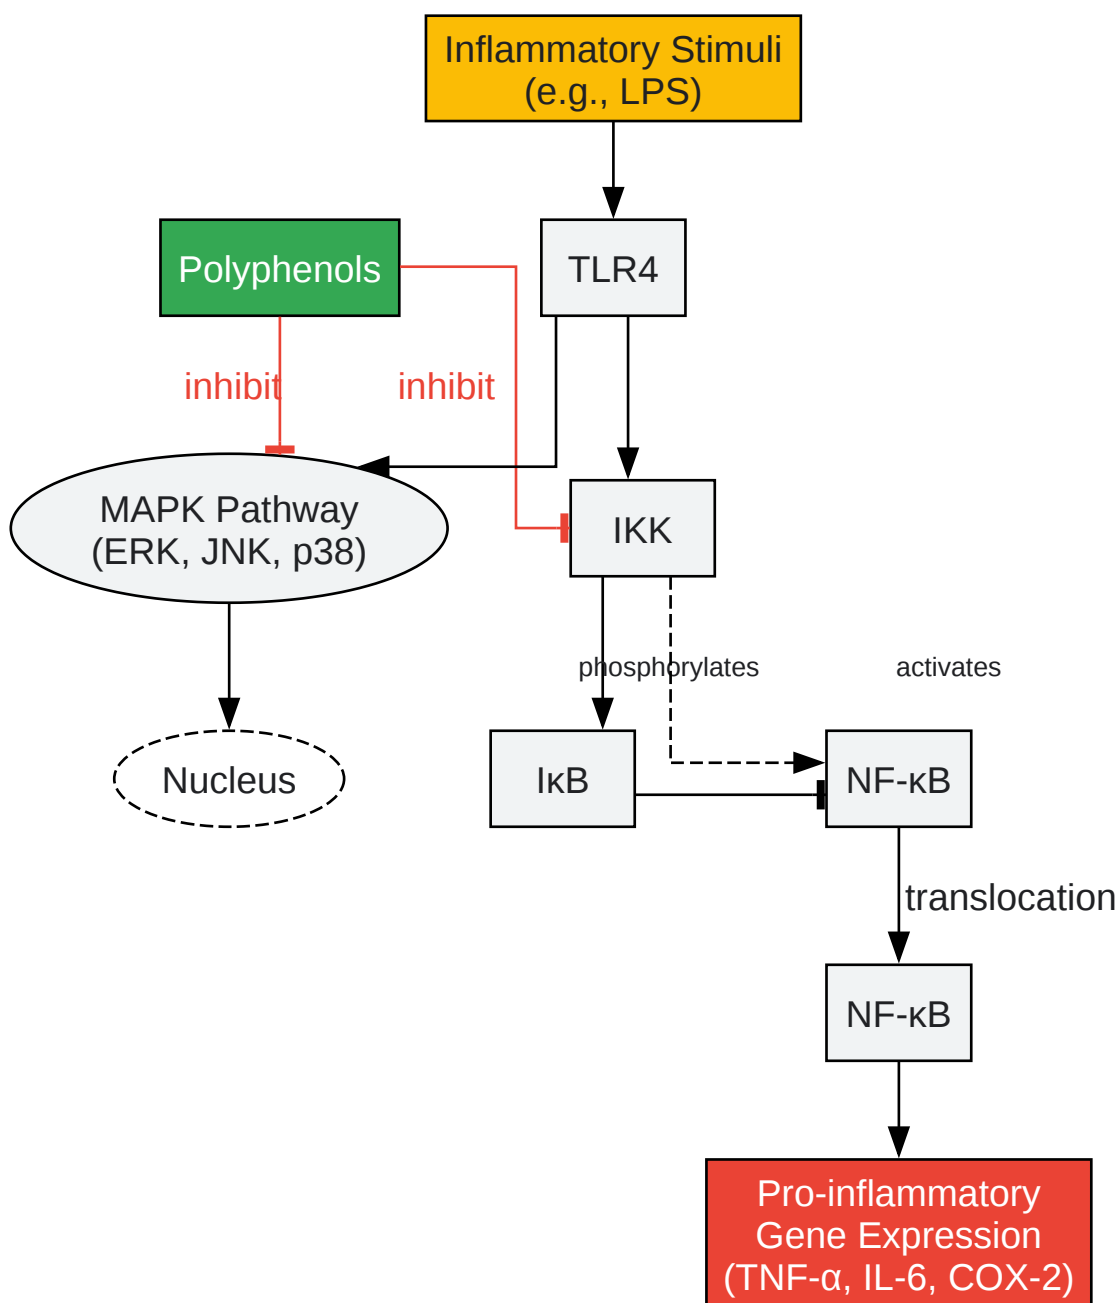 Inflammatory Stimuli
(e.g., LPS)
Polyphenols
TLR4
inhibit
inhibit
MAPK Pathway
(ERK, JNK, p38)
IKK
phosphorylates
activates
Nucleus
IκB
NF-κB
translocation
NF-κB
Pro-inflammatory
Gene Expression
(TNF-α, IL-6, COX-2)